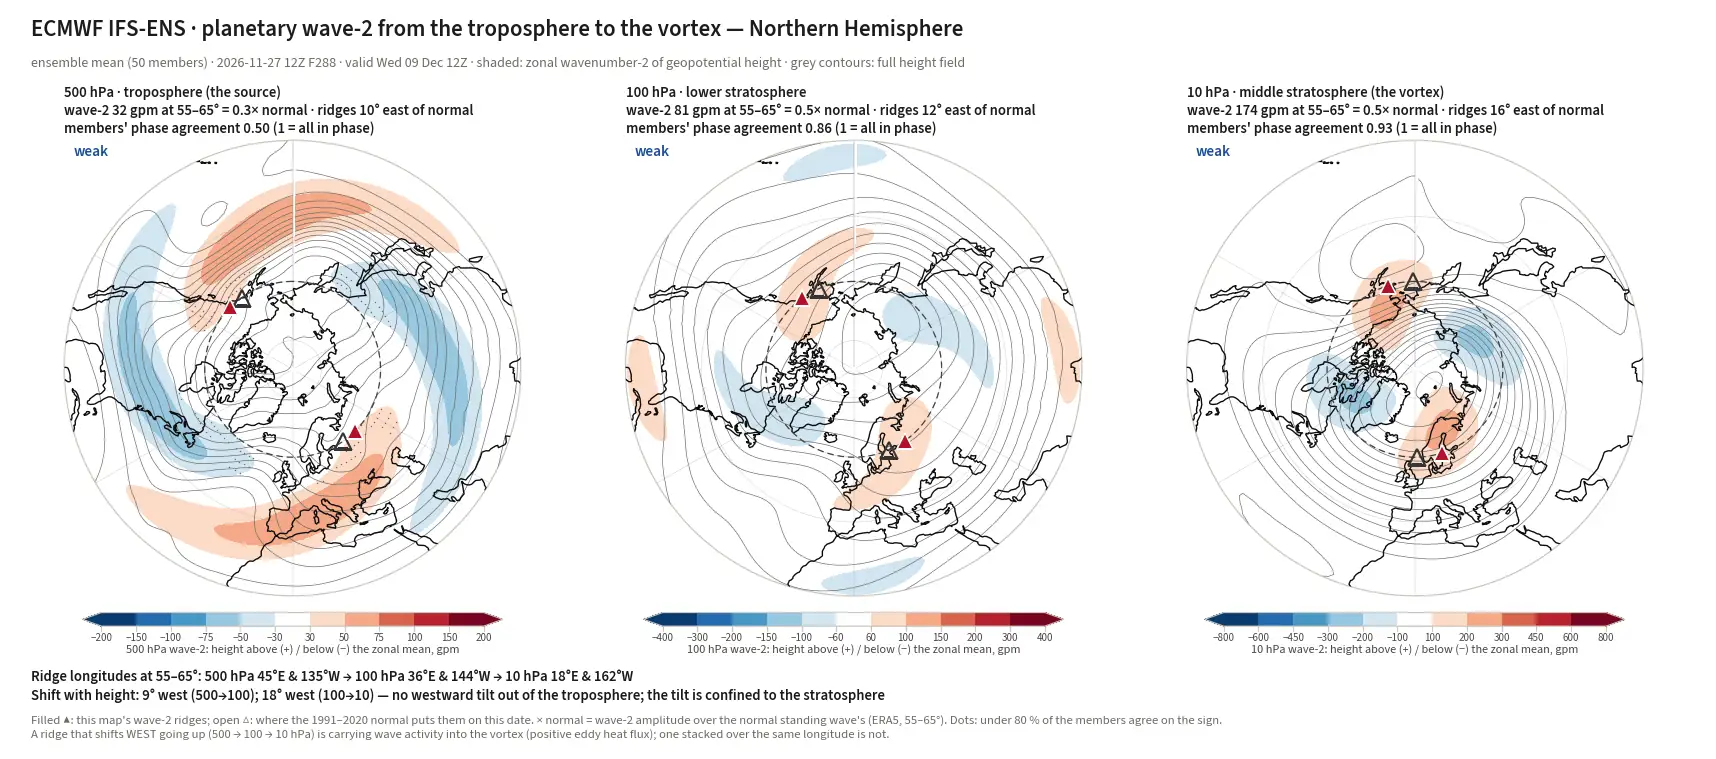 ECMWF IFS-ENS · planetary wave-2 from the troposphere to the vortex — Northern Hemisphere
ensemble mean (50 members) · 2026-11-27 12Z F288 · valid Wed 09 Dec 12Z · shaded: zonal wavenumber-2 of geopotential height · grey contours: full height field
500 hPa · troposphere (the source)
wave-2 32 gpm at 55–65° = 0.3× normal · ridges 10° east of normal
members' phase agreement 0.50 (1 = all in phase)
weak
100 hPa · lower stratosphere
wave-2 81 gpm at 55–65° = 0.5× normal · ridges 12° east of normal
members' phase agreement 0.86 (1 = all in phase)
weak
10 hPa · middle stratosphere (the vortex)
wave-2 174 gpm at 55–65° = 0.5× normal · ridges 16° east of normal
members' phase agreement 0.93 (1 = all in phase)
weak
−200 −150 −100 −75 −50 −30 30 50 75 100 150 200
500 hPa wave-2: height above (+) / below (−) the zonal mean, gpm
−400 −300 −200 −150 −100 −60 60 100 150 200 300 400
100 hPa wave-2: height above (+) / below (−) the zonal mean, gpm
−800 −600 −450 −300 −200 −100 100 200 300 450 600 800
10 hPa wave-2: height above (+) / below (−) the zonal mean, gpm
Ridge longitudes at 55–65°: 500 hPa 45°E & 135°W → 100 hPa 36°E & 144°W → 10 hPa 18°E & 162°W
Shift with height: 9° west (500→100); 18° west (100→10) — no westward tilt out of the troposphere; the tilt is confined to the stratosphere
Filled ▲: this map's wave-2 ridges; open △: where the 1991–2020 normal puts them on this date. × normal = wave-2 amplitude over the normal standing wave's (ERA5, 55–65°). Dots: under 80 % of the members agree on the sign.
A ridge that shifts WEST going up (500 → 100 → 10 hPa) is carrying wave activity into the vortex (positive eddy heat flux); one stacked over the same longitude is not.